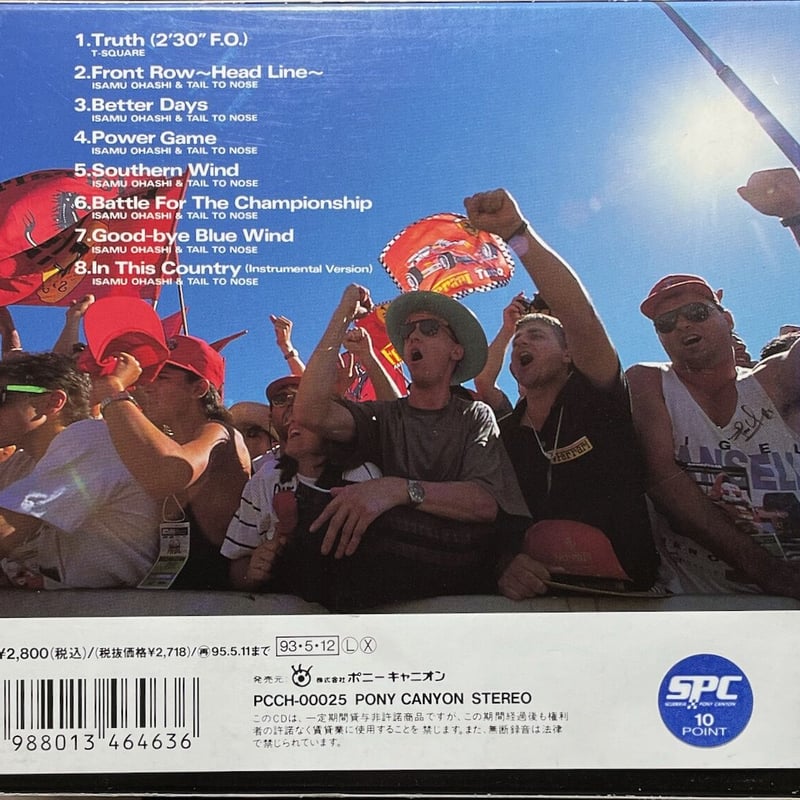 1.Truth (2'30" F.O.)
T-SQUARE
2.Front Row～Head Line～
ISAMU OHASHI & TAIL TO NOSE
3.Better Days
ISAMU OHASHI & TAIL TO NOSE
4.Power Game
ISAMU OHASHI & TAIL TO NOSE
5.Southern Wind
ISAMU OHASHI & TAIL TO NOSE
6.Battle For The Championship
ISAMU OHASHI & TAIL TO NOSE
7.Good-bye Blue Wind
ISAMU OHASHI & TAIL TO NOSE
8.In This Country (Instrumental Version)
ISAMU OHASHI & TAIL TO NOSE
Ferrari
Ferrari
NIGEL
MANSELL
¥2,800(税込)/(税抜価格¥2,718)/㊢95.5.11まで 93・5・12 Ⓛ Ⓧ
発売元: 株式会社ポニーキャニオン
PCCH-00025 PONY CANYON STEREO
このCDは、一定期間貸与非許諾商品ですが、この期間経過後も権利
者の許諾なく賃貸業に使用することを禁じます。また、無断録音は法律
で禁じられています。
988013 464636
SPC
SCUDERIA PONY CANYON
10
POINT